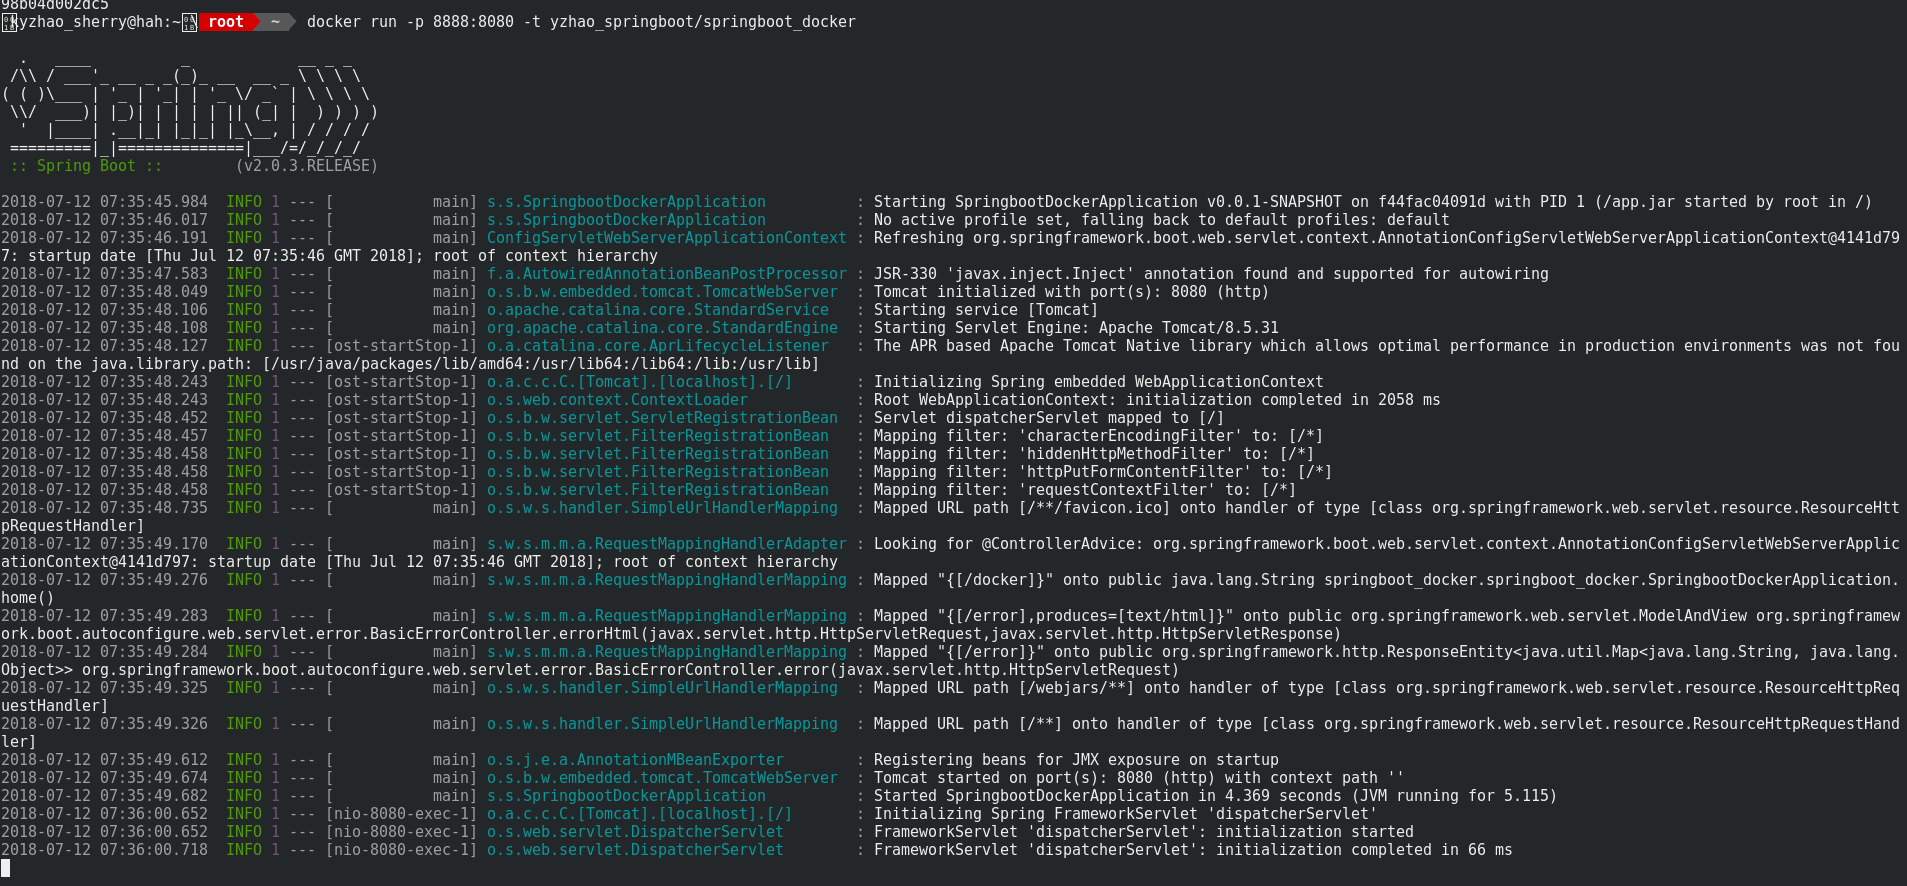 98b04d002dc5
kyzhao_sherry@hah:~\ root ~ docker run -p 8888:8080 -t yzhao_springboot/springboot_docker
  .   ____          _            __ _ _
 /\\ / ___'_ __ _ _(_)_ __  __ _ \ \ \ \
( ( )\___ | '_ | '_| | '_ \/ _` | \ \ \ \
 \\/  ___)| |_)| | | | | || (_| |  ) ) ) )
  '  |____| .__|_| |_|_| |_\__, | / / / /
 =========|_|==============|___/=/_/_/_/
 :: Spring Boot ::        (v2.0.3.RELEASE)
2018-07-12 07:35:45.984  INFO 1 --- [           main] s.s.SpringbootDockerApplication          : Starting SpringbootDockerApplication v0.0.1-SNAPSHOT on f44fac04091d with PID 1 (/app.jar started by root in /)
2018-07-12 07:35:46.017  INFO 1 --- [           main] s.s.SpringbootDockerApplication          : No active profile set, falling back to default profiles: default
2018-07-12 07:35:46.191  INFO 1 --- [           main] ConfigServletWebServerApplicationContext : Refreshing org.springframework.boot.web.servlet.context.AnnotationConfigServletWebServerApplicationContext@4141d79
7: startup date [Thu Jul 12 07:35:46 GMT 2018]; root of context hierarchy
2018-07-12 07:35:47.583  INFO 1 --- [           main] f.a.AutowiredAnnotationBeanPostProcessor : JSR-330 'javax.inject.Inject' annotation found and supported for autowiring
2018-07-12 07:35:48.049  INFO 1 --- [           main] o.s.b.w.embedded.tomcat.TomcatWebServer  : Tomcat initialized with port(s): 8080 (http)
2018-07-12 07:35:48.106  INFO 1 --- [           main] o.apache.catalina.core.StandardService   : Starting service [Tomcat]
2018-07-12 07:35:48.108  INFO 1 --- [           main] org.apache.catalina.core.StandardEngine  : Starting Servlet Engine: Apache Tomcat/8.5.31
2018-07-12 07:35:48.127  INFO 1 --- [ost-startStop-1] o.a.catalina.core.AprLifecycleListener   : The APR based Apache Tomcat Native library which allows optimal performance in production environments was not fou
nd on the java.library.path: [/usr/java/packages/lib/amd64:/usr/lib64:/lib64:/lib:/usr/lib]
2018-07-12 07:35:48.243  INFO 1 --- [ost-startStop-1] o.a.c.c.C.[Tomcat].[localhost].[/]       : Initializing Spring embedded WebApplicationContext
2018-07-12 07:35:48.243  INFO 1 --- [ost-startStop-1] o.s.web.context.ContextLoader            : Root WebApplicationContext: initialization completed in 2058 ms
2018-07-12 07:35:48.452  INFO 1 --- [ost-startStop-1] o.s.b.w.servlet.ServletRegistrationBean  : Servlet dispatcherServlet mapped to [/]
2018-07-12 07:35:48.457  INFO 1 --- [ost-startStop-1] o.s.b.w.servlet.FilterRegistrationBean   : Mapping filter: 'characterEncodingFilter' to: [/*]
2018-07-12 07:35:48.458  INFO 1 --- [ost-startStop-1] o.s.b.w.servlet.FilterRegistrationBean   : Mapping filter: 'hiddenHttpMethodFilter' to: [/*]
2018-07-12 07:35:48.458  INFO 1 --- [ost-startStop-1] o.s.b.w.servlet.FilterRegistrationBean   : Mapping filter: 'httpPutFormContentFilter' to: [/*]
2018-07-12 07:35:48.458  INFO 1 --- [ost-startStop-1] o.s.b.w.servlet.FilterRegistrationBean   : Mapping filter: 'requestContextFilter' to: [/*]
2018-07-12 07:35:48.735  INFO 1 --- [           main] o.s.w.s.handler.SimpleUrlHandlerMapping  : Mapped URL path [/**/favicon.ico] onto handler of type [class org.springframework.web.servlet.resource.ResourceHtt
pRequestHandler]
2018-07-12 07:35:49.170  INFO 1 --- [           main] s.w.s.m.m.a.RequestMappingHandlerAdapter : Looking for @ControllerAdvice: org.springframework.boot.web.servlet.context.AnnotationConfigServletWebServerApplic
ationContext@4141d797: startup date [Thu Jul 12 07:35:46 GMT 2018]; root of context hierarchy
2018-07-12 07:35:49.276  INFO 1 --- [           main] s.w.s.m.m.a.RequestMappingHandlerMapping : Mapped "{[/docker]}" onto public java.lang.String springboot_docker.springboot_docker.SpringbootDockerApplication.
home()
2018-07-12 07:35:49.283  INFO 1 --- [           main] s.w.s.m.m.a.RequestMappingHandlerMapping : Mapped "{[/error],produces=[text/html]}" onto public org.springframework.web.servlet.ModelAndView org.springframew
ork.boot.autoconfigure.web.servlet.error.BasicErrorController.errorHtml(javax.servlet.http.HttpServletRequest,javax.servlet.http.HttpServletResponse)
2018-07-12 07:35:49.284  INFO 1 --- [           main] s.w.s.m.m.a.RequestMappingHandlerMapping : Mapped "{[/error]}" onto public org.springframework.http.ResponseEntity<java.util.Map<java.lang.String, java.lang.
Object>> org.springframework.boot.autoconfigure.web.servlet.error.BasicErrorController.error(javax.servlet.http.HttpServletRequest)
2018-07-12 07:35:49.325  INFO 1 --- [           main] o.s.w.s.handler.SimpleUrlHandlerMapping  : Mapped URL path [/webjars/**] onto handler of type [class org.springframework.web.servlet.resource.ResourceHttpReq
uestHandler]
2018-07-12 07:35:49.326  INFO 1 --- [           main] o.s.w.s.handler.SimpleUrlHandlerMapping  : Mapped URL path [/**] onto handler of type [class org.springframework.web.servlet.resource.ResourceHttpRequestHand
ler]
2018-07-12 07:35:49.612  INFO 1 --- [           main] o.s.j.e.a.AnnotationMBeanExporter        : Registering beans for JMX exposure on startup
2018-07-12 07:35:49.674  INFO 1 --- [           main] o.s.b.w.embedded.tomcat.TomcatWebServer  : Tomcat started on port(s): 8080 (http) with context path ''
2018-07-12 07:35:49.682  INFO 1 --- [           main] s.s.SpringbootDockerApplication          : Started SpringbootDockerApplication in 4.369 seconds (JVM running for 5.115)
2018-07-12 07:36:00.652  INFO 1 --- [nio-8080-exec-1] o.a.c.c.C.[Tomcat].[localhost].[/]       : Initializing Spring FrameworkServlet 'dispatcherServlet'
2018-07-12 07:36:00.652  INFO 1 --- [nio-8080-exec-1] o.s.web.servlet.DispatcherServlet        : FrameworkServlet 'dispatcherServlet': initialization started
2018-07-12 07:36:00.718  INFO 1 --- [nio-8080-exec-1] o.s.web.servlet.DispatcherServlet        : FrameworkServlet 'dispatcherServlet': initialization completed in 66 ms